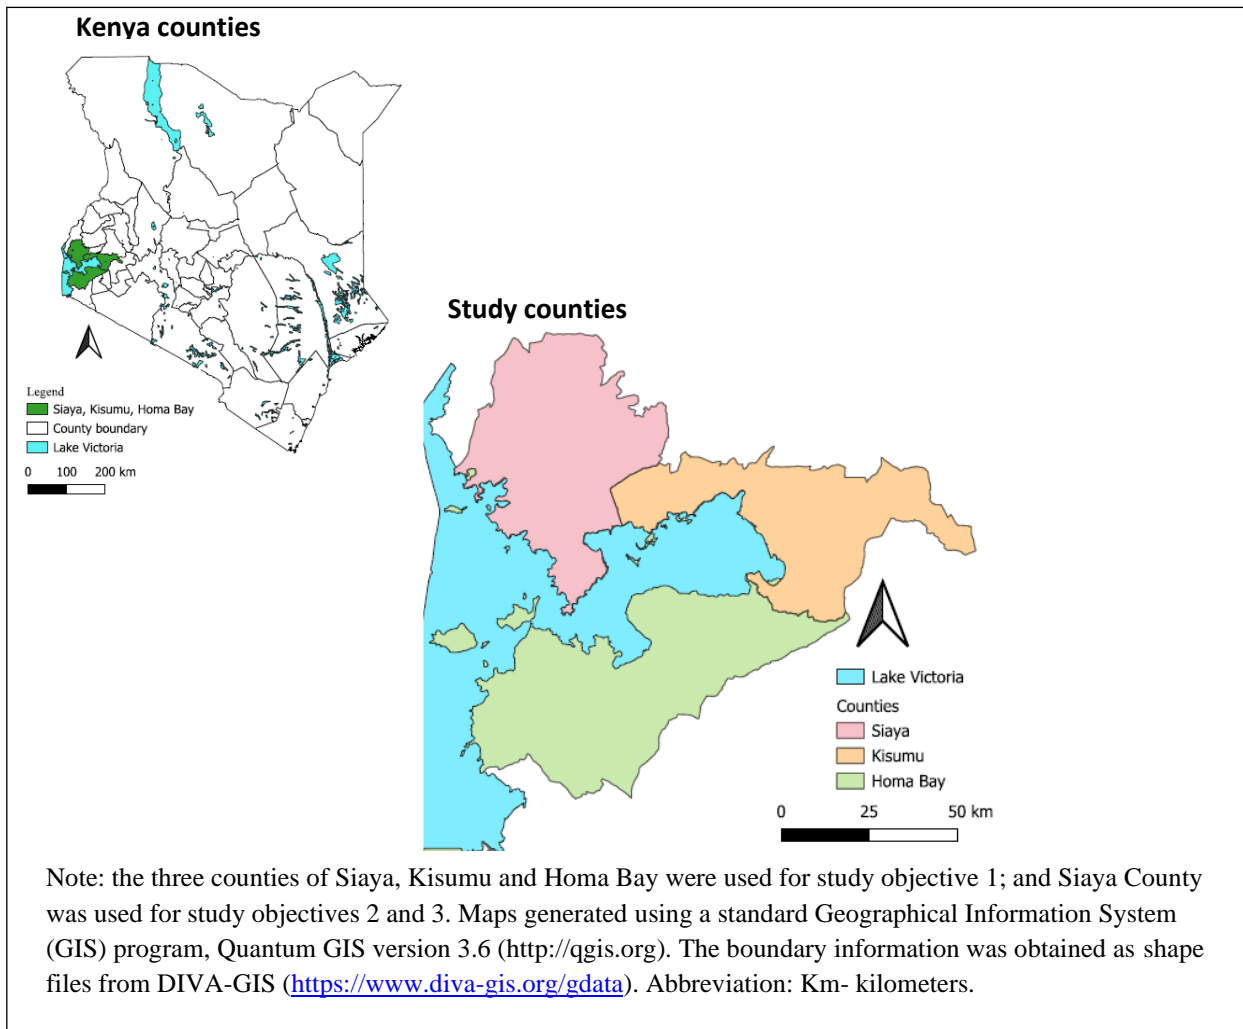 Kenya counties
Legend
Siaya, Kisumu, Homa Bay
County boundary
Lake Victoria
0 100 200 km
Study counties
Lake Victoria
Counties
Siaya
Kisumu
Homa Bay
0 25 50 km
Note: the three counties of Siaya, Kisumu and Homa Bay were used for study objective 1; and Siaya County
was used for study objectives 2 and 3. Maps generated using a standard Geographical Information System
(GIS) program, Quantum GIS version 3.6 (http://qgis.org). The boundary information was obtained as shape
files from DIVA-GIS (https://www.diva-gis.org/gdata). Abbreviation: Km- kilometers.